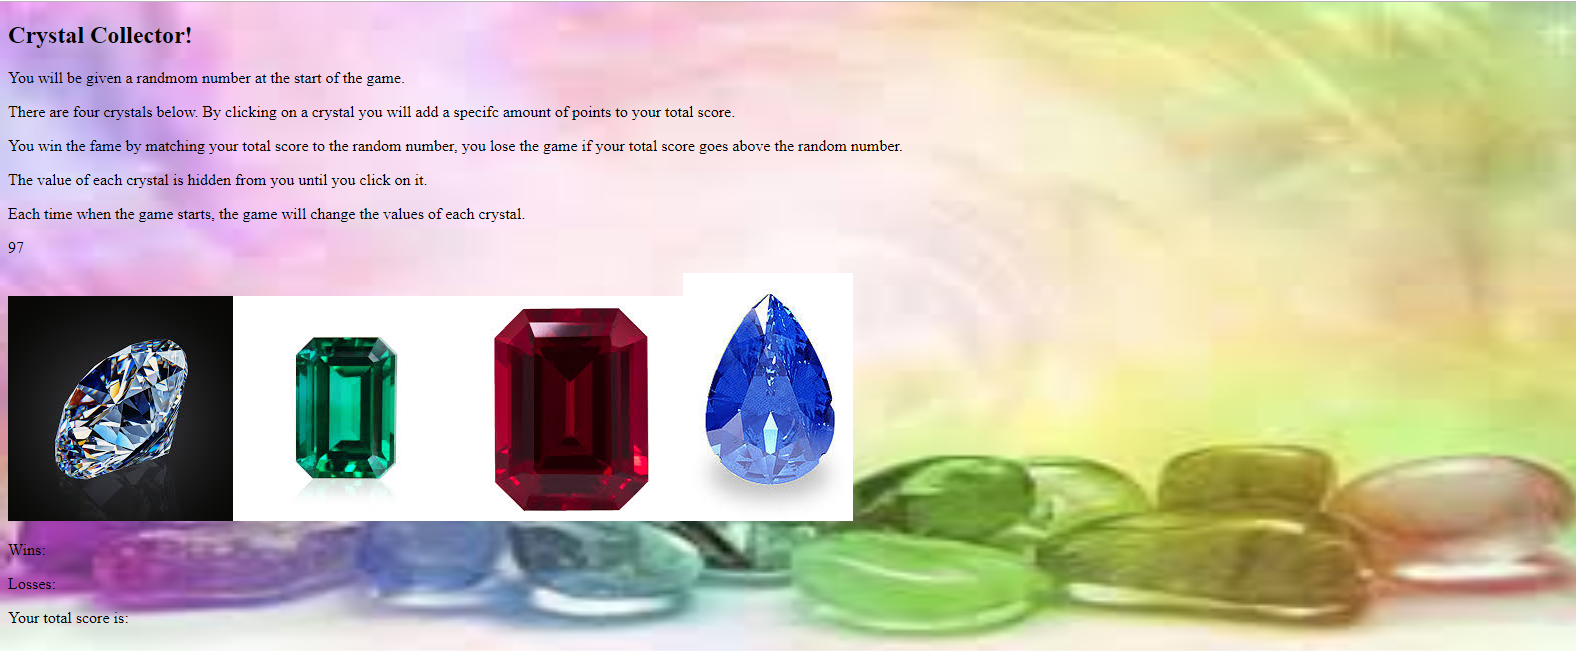 Crystal Collector!
You will be given a randmom number at the start of the game.
There are four crystals below. By clicking on a crystal you will add a specifc amount of points to your total score.
You win the fame by matching your total score to the random number, you lose the game if your total score goes above the random number.
The value of each crystal is hidden from you until you click on it.
Each time when the game starts, the game will change the values of each crystal.
97
Wins:
Losses:
Your total score is: